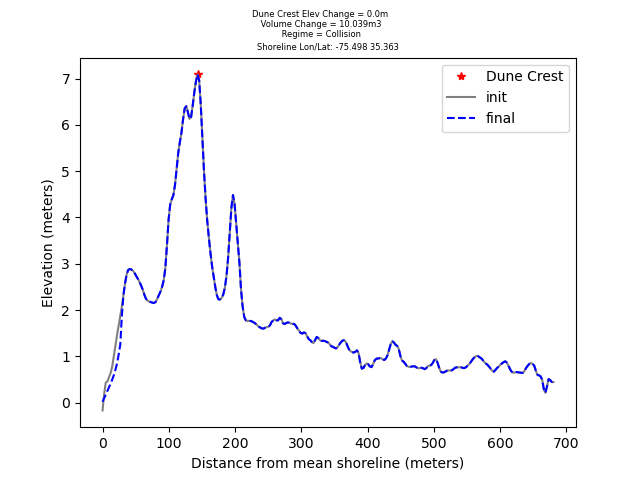 Dune Crest Elev Change = 0.0m
Volume Change = 10.039m3
Regime = Collision
Shoreline Lon/Lat: -75.498 35.363
Dune Crest
init
final
7
6
5
4
3
2
1
0
Elevation (meters)
0 100 200 300 400 500 600 700
Distance from mean shoreline (meters)